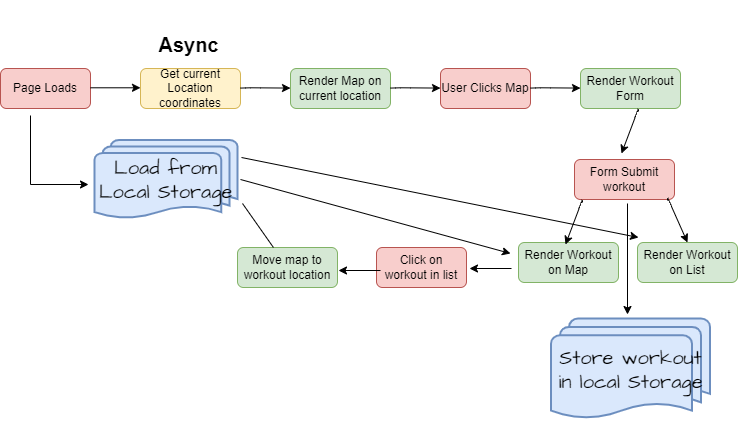 Async
Page Loads
Get current
Location
coordinates
Render Map on
current location
User Clicks Map
Render Workout
Form
Load from
Local Storage
Form Submit
workout
Move map to
workout location
Click on
workout in list
Render Workout
on Map
Render Workout
on List
Store workout
in local Storage